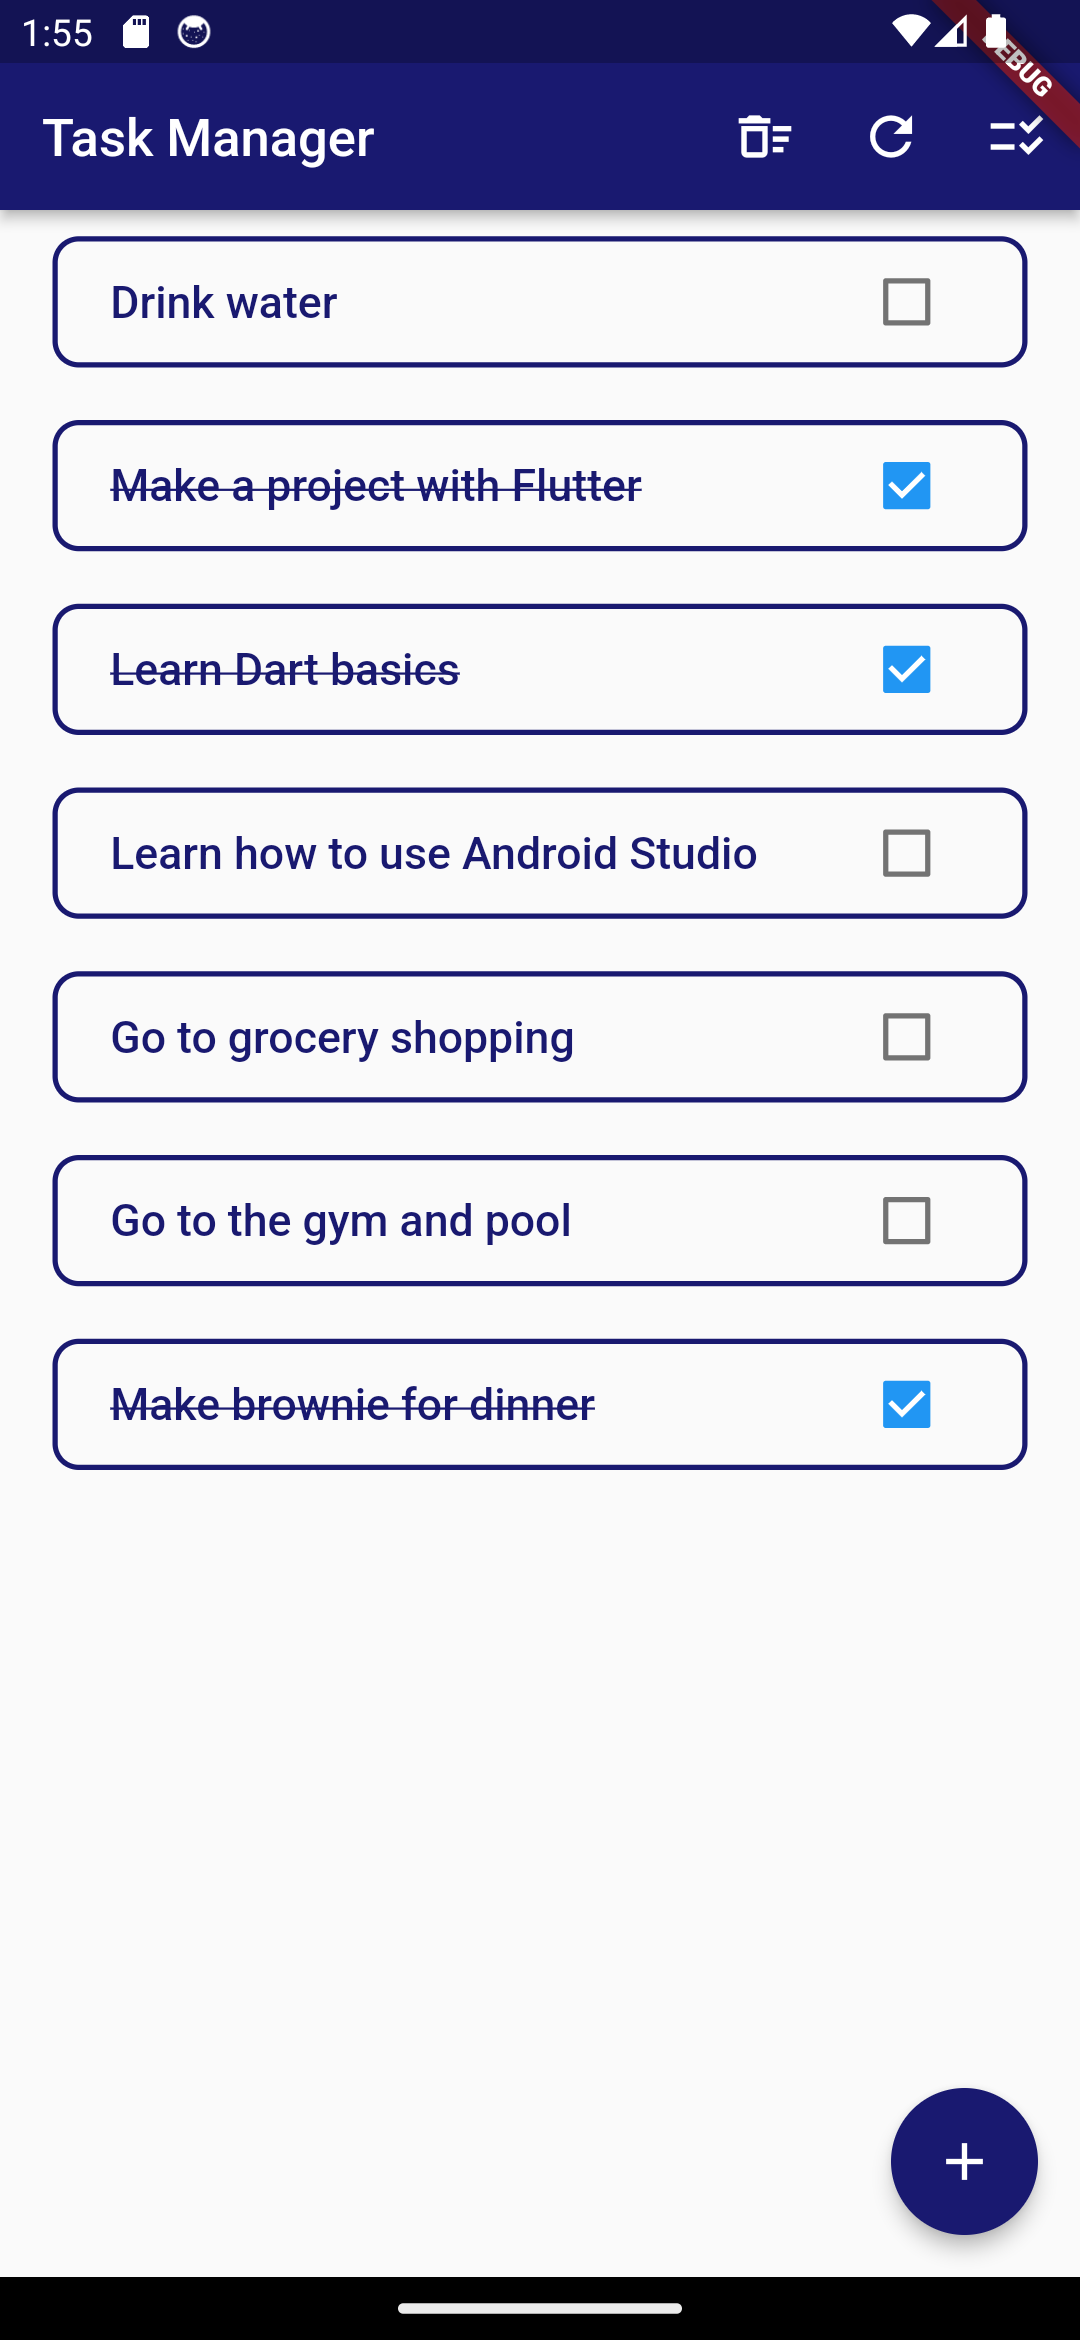 1:55
DEBUG
Task Manager
Drink water
Make a project with Flutter
Learn Dart basics
Learn how to use Android Studio
Go to grocery shopping
Go to the gym and pool
Make brownie for dinner